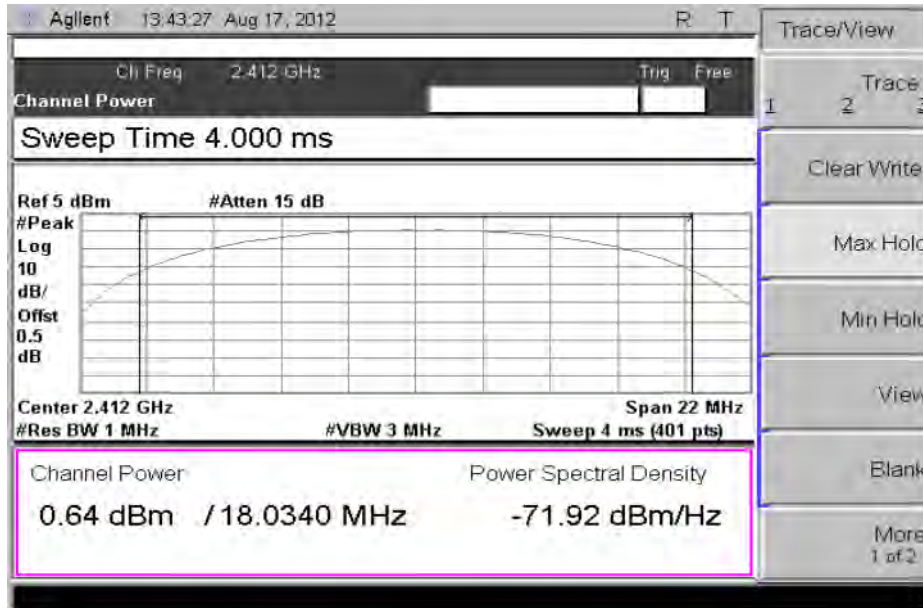 Agilent 13:43:27 Aug 17, 2012 R T
Trace/View
Ch Freq 2.412 GHz Trig Free
Channel Power
Trace
1 2
Sweep Time 4.000 ms
Clear Write
Ref 5 dBm #Atten 15 dB
#Peak
Log
10
dB/
Offst
0.5
dB
Max Hold
Min Hold
View
Center 2.412 GHz Span 22 MHz
#Res BW 1 MHz #VBW 3 MHz Sweep 4 ms (401 pts)
Blank
Channel Power Power Spectral Density
0.64 dBm / 18.0340 MHz -71.92 dBm/Hz
More
1 of 2